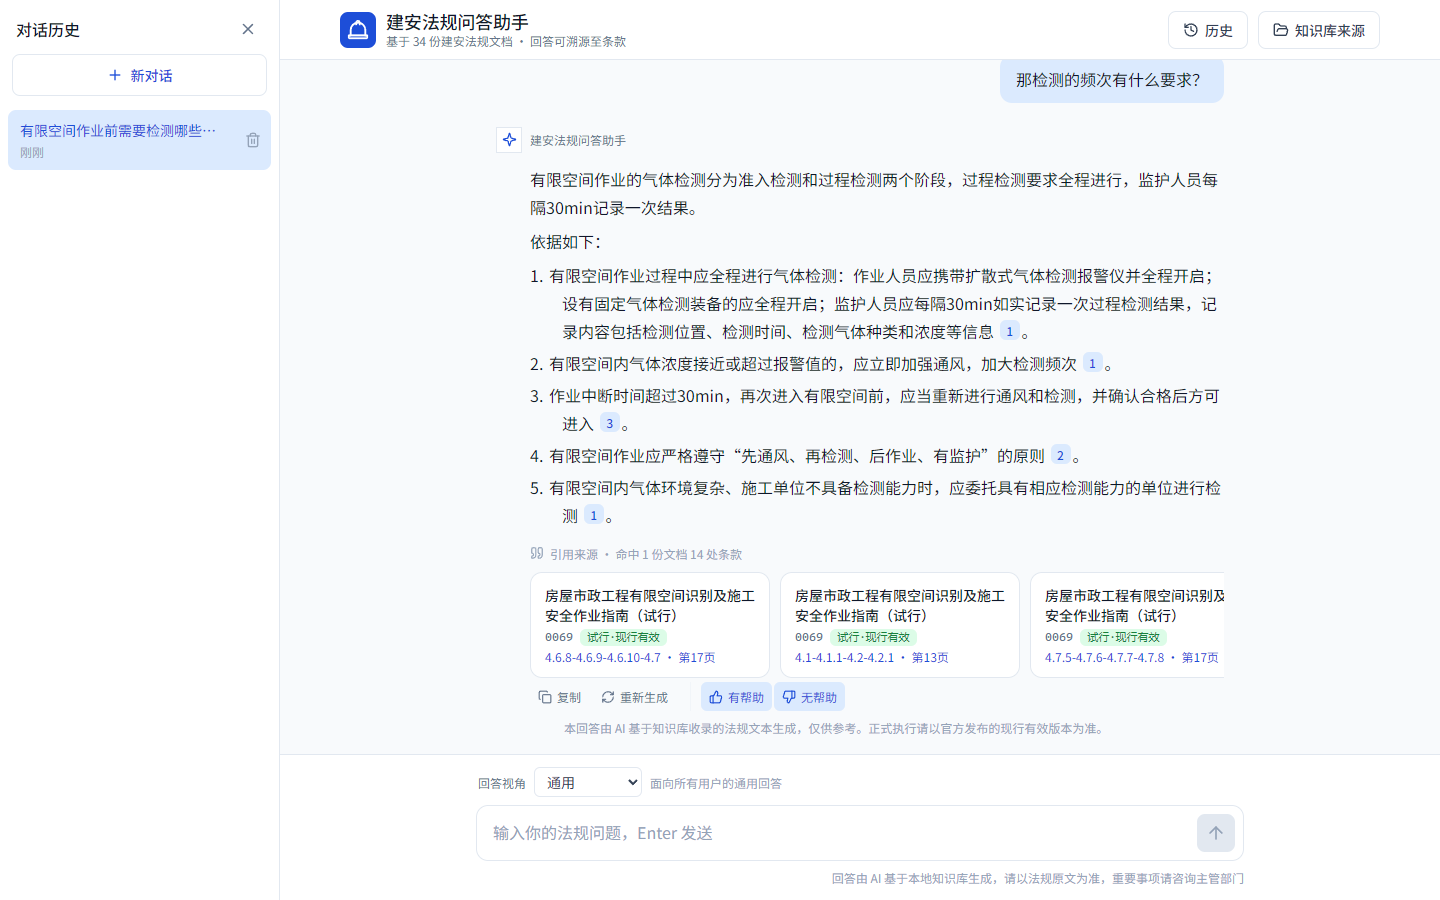 对话历史
新对话
有限空间作业前需要检测哪些…
刚刚
建安法规问答助手
基于 34 份建安法规文档 · 回答可溯源至条款
历史
知识库来源
那检测的频次有什么要求？
建安法规问答助手
有限空间作业的气体检测分为准入检测和过程检测两个阶段，过程检测要求全程进行，监护人员每
隔30min记录一次结果。
依据如下：
1. 有限空间作业过程中应全程进行气体检测：作业人员应携带扩散式气体检测报警仪并全程开启；
设有固定气体检测装备的应全程开启；监护人员应每隔30min如实记录一次过程检测结果，记
录内容包括检测位置、检测时间、检测气体种类和浓度等信息 1 。
2. 有限空间内气体浓度接近或超过报警值的，应立即加强通风，加大检测频次 1 。
3. 作业中断时间超过30min，再次进入有限空间前，应当重新进行通风和检测，并确认合格后方可
进入 3 。
4. 有限空间作业应严格遵守“先通风、再检测、后作业、有监护”的原则 2 。
5. 有限空间内气体环境复杂、施工单位不具备检测能力时，应委托具有相应检测能力的单位进行检
测 1 。
引用来源 · 命中 1 份文档 14 处条款
房屋市政工程有限空间识别及施工
安全作业指南（试行）
0069 试行·现行有效
4.6.8-4.6.9-4.6.10-4.7 · 第17页
房屋市政工程有限空间识别及施工
安全作业指南（试行）
0069 试行·现行有效
4.1-4.1.1-4.2-4.2.1 · 第13页
房屋市政工程有限空间识别及
安全作业指南（试行）
0069 试行·现行有效
4.7.5-4.7.6-4.7.7-4.7.8 · 第17页
复制 重新生成 有帮助 无帮助
本回答由 AI 基于知识库收录的法规文本生成，仅供参考。正式执行请以官方发布的现行有效版本为准。
回答视角 通用 面向所有用户的通用回答
输入你的法规问题，Enter 发送
回答由 AI 基于本地知识库生成，请以法规原文为准，重要事项请咨询主管部门